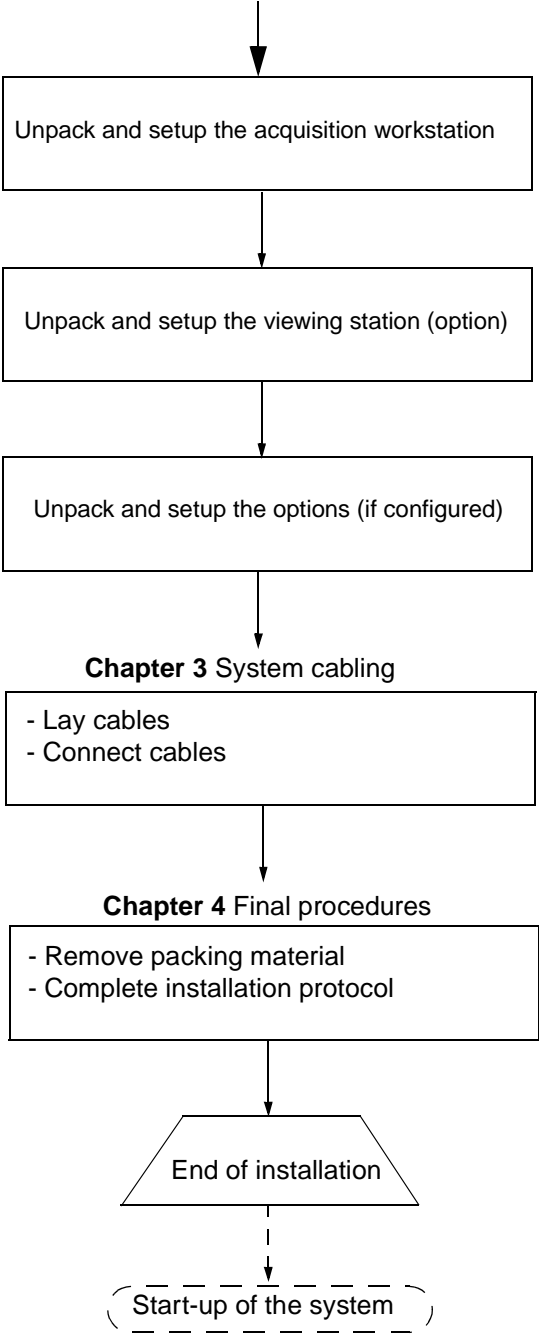 Unpack and setup the acquisition workstation
Unpack and setup the viewing station (option)
Unpack and setup the options (if configured)
Chapter 3 System cabling
- Lay cables
- Connect cables
Chapter 4 Final procedures
- Remove packing material
- Complete installation protocol
End of installation
Start-up of the system